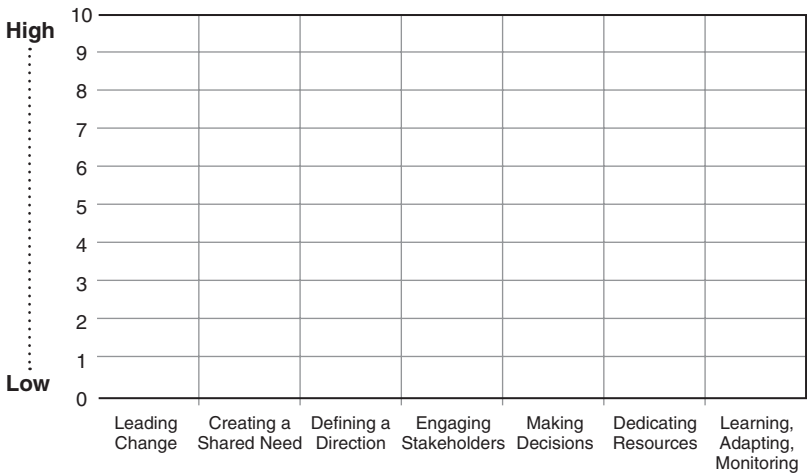 10
High
9
8
7
6
5
4
3
2
1
Low
0
Leading Change
Creating a Shared Need
Defining a Direction
Engaging Stakeholders
Making Decisions
Dedicating Resources
Learning, Adapting, Monitoring